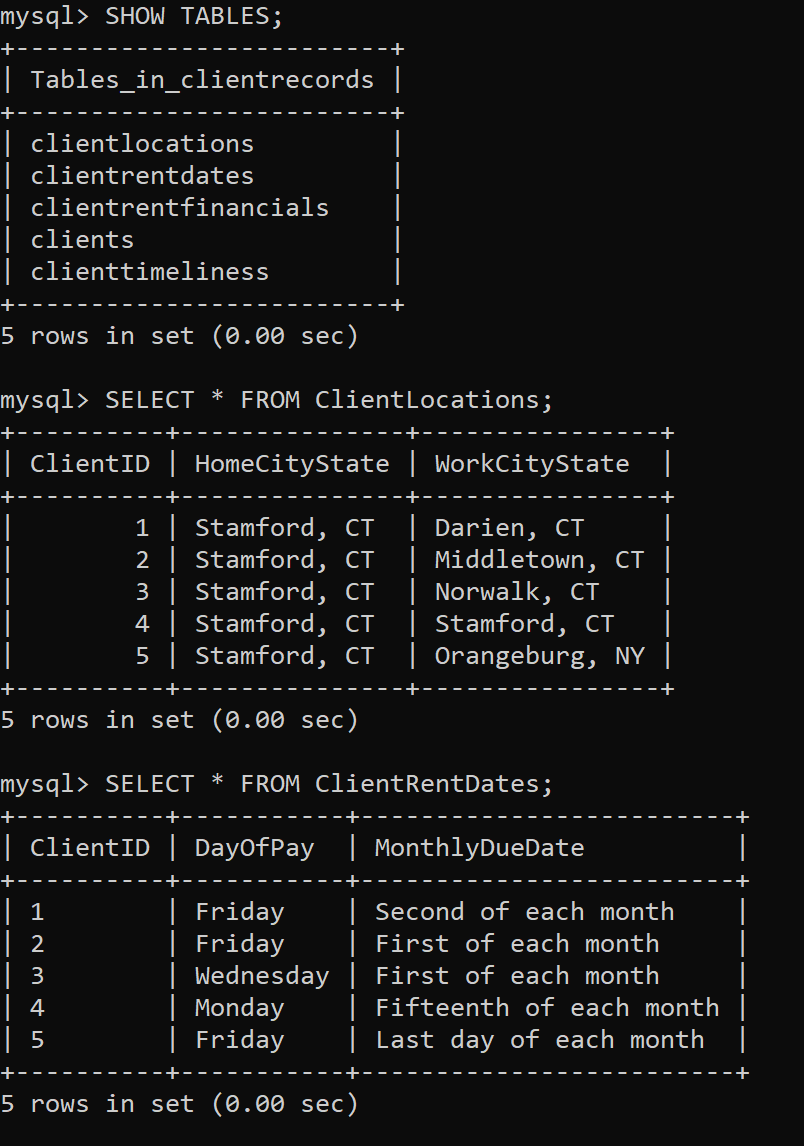 mysql> SHOW TABLES;
+-------------------------+
| Tables_in_clientrecords |
+-------------------------+
| clientlocations         |
| clientrentdates         |
| clientrentfinancials    |
| clients                 |
| clienttimeliness        |
+-------------------------+
5 rows in set (0.00 sec)

mysql> SELECT * FROM ClientLocations;
+----------+---------------+----------------+
| ClientID | HomeCityState | WorkCityState  |
+----------+---------------+----------------+
|        1 | Stamford, CT  | Darien, CT     |
|        2 | Stamford, CT  | Middletown, CT |
|        3 | Stamford, CT  | Norwalk, CT    |
|        4 | Stamford, CT  | Stamford, CT   |
|        5 | Stamford, CT  | Orangeburg, NY |
+----------+---------------+----------------+
5 rows in set (0.00 sec)

mysql> SELECT * FROM ClientRentDates;
+----------+-----------+-------------------------+
| ClientID | DayOfPay  | MonthlyDueDate          |
+----------+-----------+-------------------------+
| 1        | Friday    | Second of each month    |
| 2        | Friday    | First of each month     |
| 3        | Wednesday | First of each month     |
| 4        | Monday    | Fifteenth of each month |
| 5        | Friday    | Last day of each month  |
+----------+-----------+-------------------------+
5 rows in set (0.00 sec)